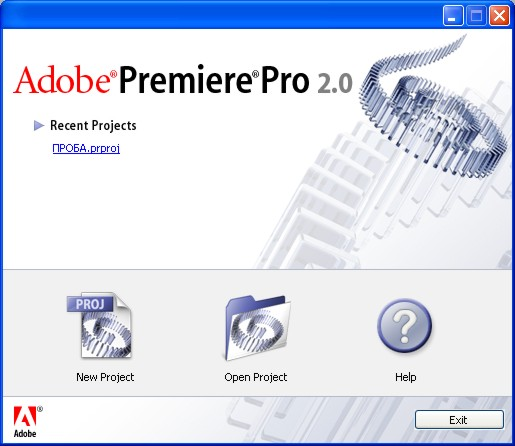 Adobe® Premiere® Pro 2.0
Recent Projects
ПРОБА.prproj
PROJ
New Project
Open Project
?
Help
Adobe®
Exit